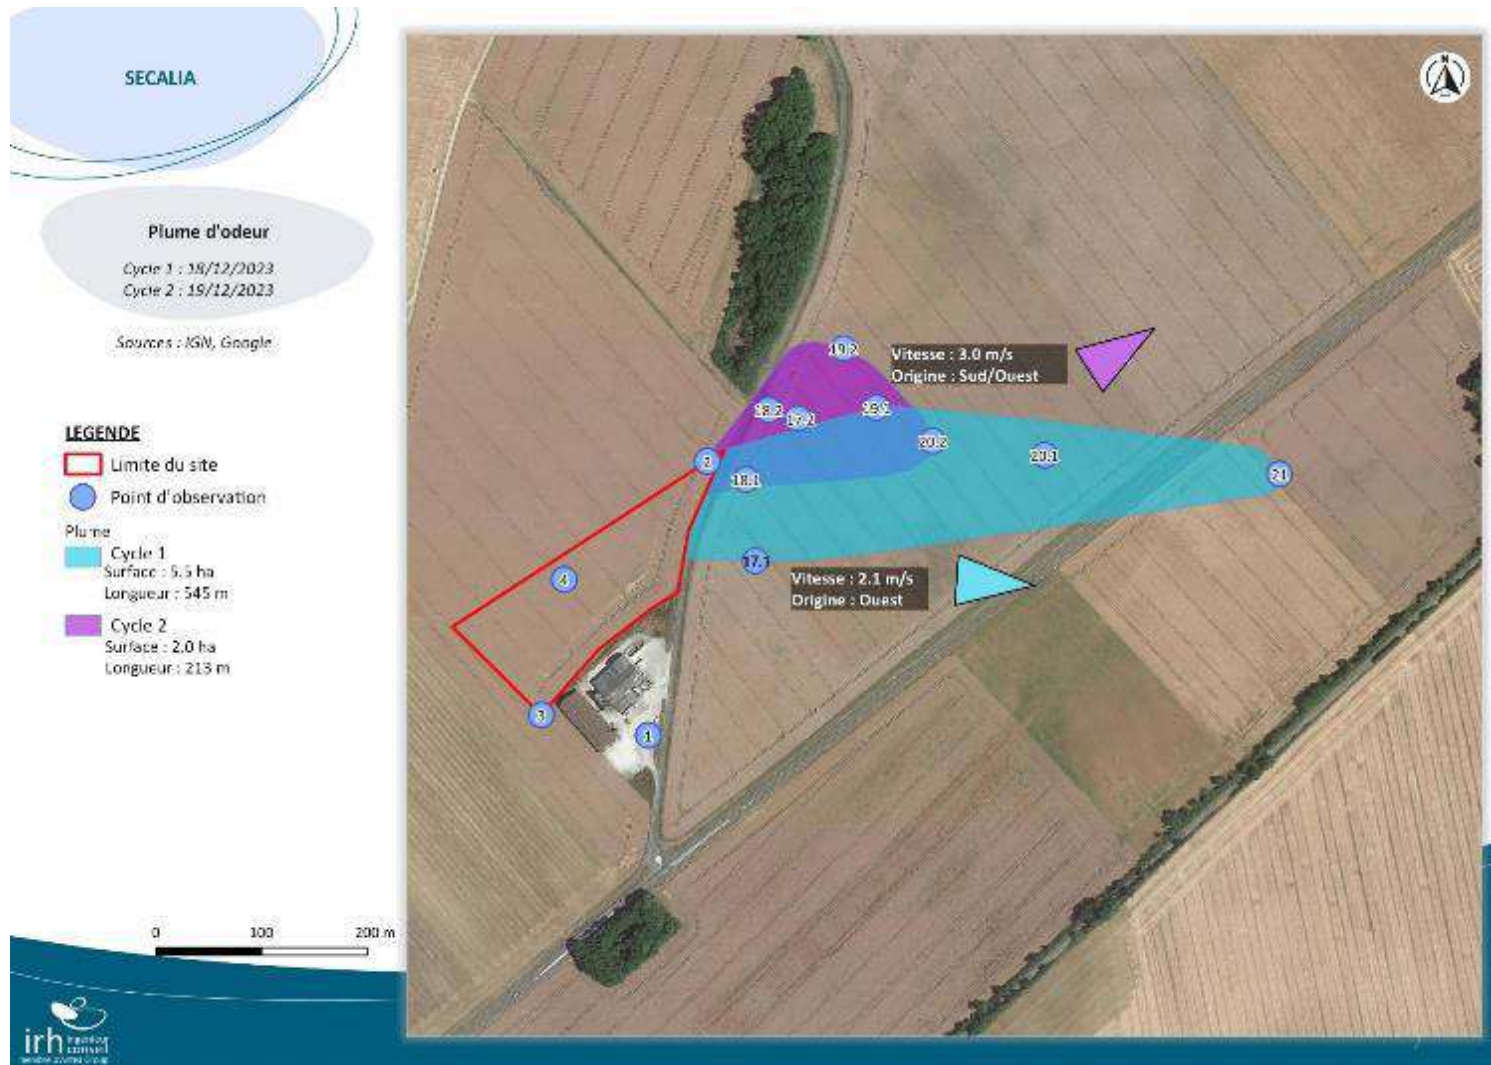 SECALIA
Plume d'odeur
Cycle 1 : 18/12/2023
Cycle 2 : 19/12/2023
Sources : IGN, Google
LEGENDE
Limite du site
Point d'observation
Plume
Cycle 1
Surface : 5.5 ha
Longueur : 545 m
Cycle 2
Surface : 2.0 ha
Longueur : 213 m
0 100 200 m
irh ingénieur
conseil
N
19.2
Vitesse : 3.0 m/s
Origine : Sud/Ouest
18.2
17.2
19.1
20.2
20.1
21
2
18.1
17.1
Vitesse : 2.1 m/s
Origine : Ouest
4
3
1